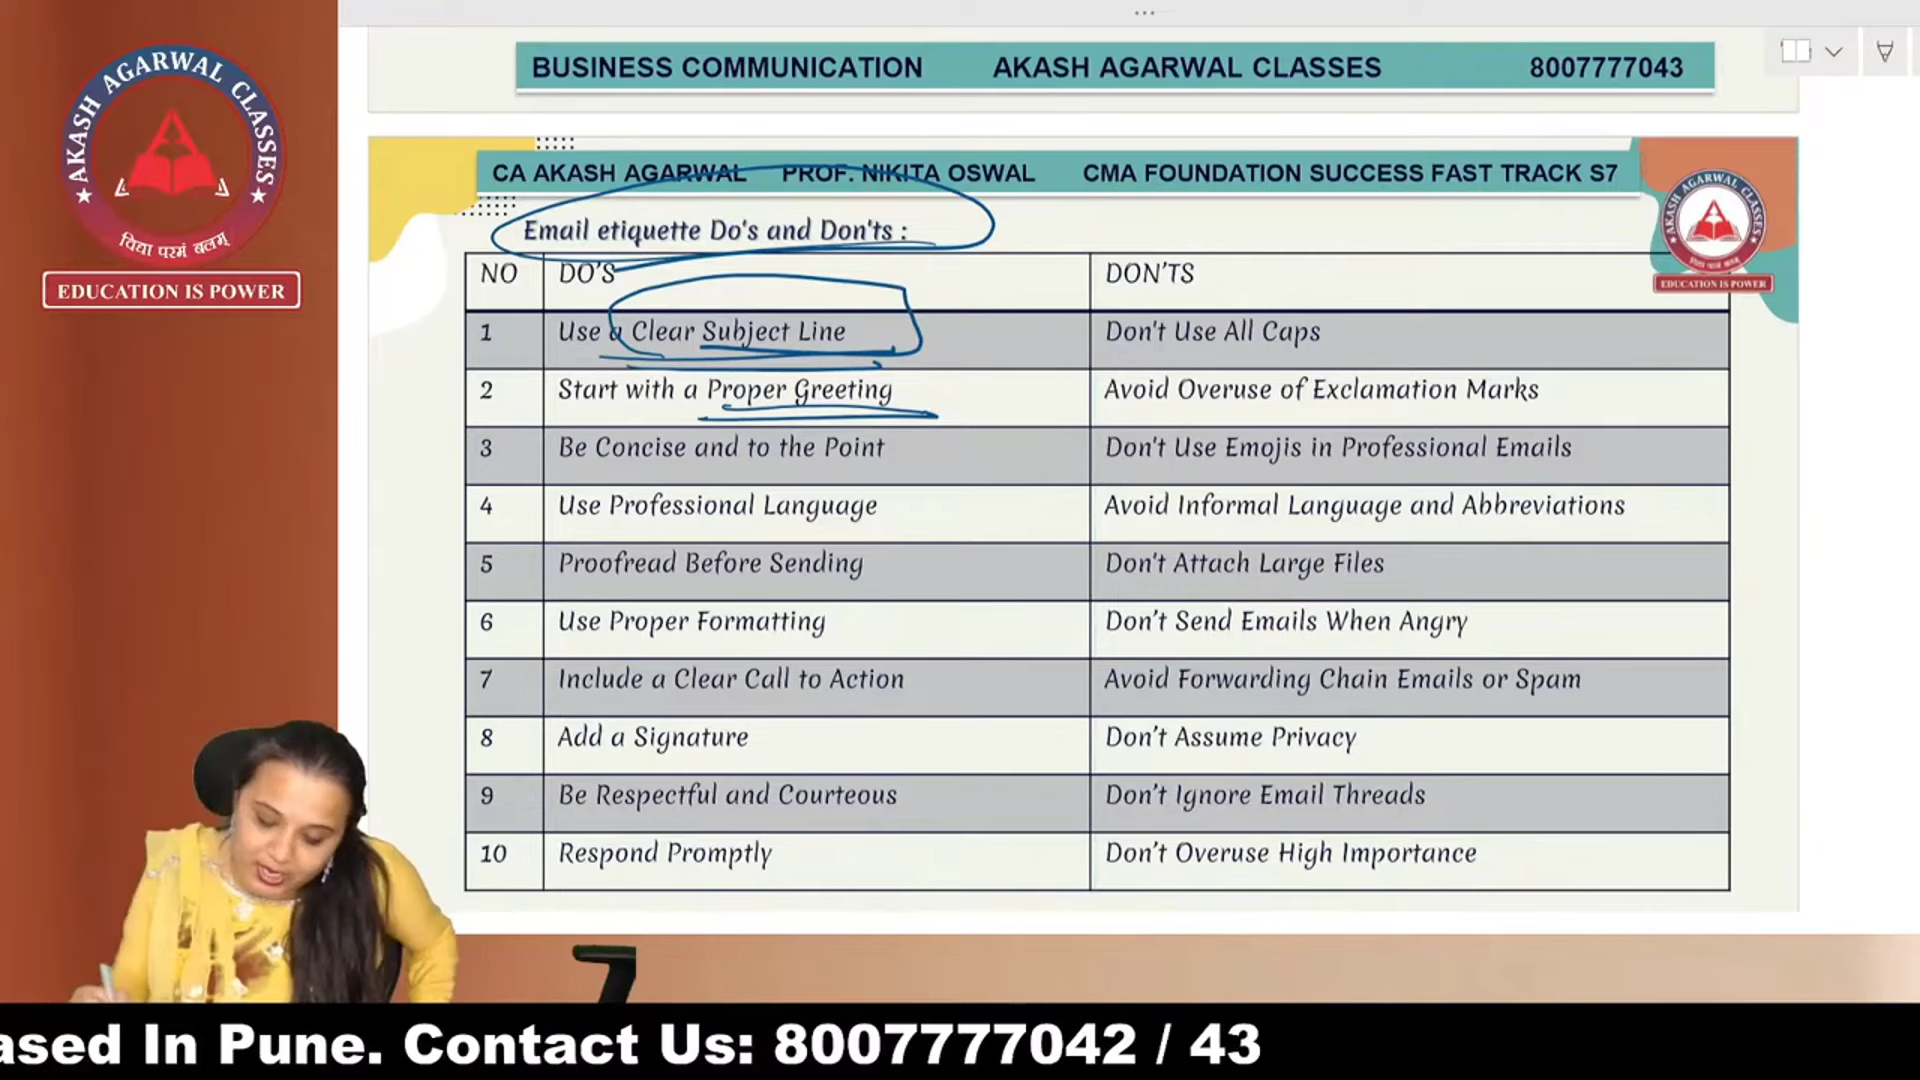 BUSINESS COMMUNICATION AKASH AGARWAL CLASSES 8007777043
AKASH AGARWAL CLASSES
विद्या परमं बलम्
EDUCATION IS POWER
CA AKASH AGARWAL PROF. NIKITA OSWAL CMA FOUNDATION SUCCESS FAST TRACK S7
AKASH AGARWAL CLASSES
EDUCATION IS POWER
Email etiquette Do's and Don'ts :
NO DO'S DON'TS
1 Use a Clear Subject Line Don't Use All Caps
2 Start with a Proper Greeting Avoid Overuse of Exclamation Marks
3 Be Concise and to the Point Don't Use Emojis in Professional Emails
4 Use Professional Language Avoid Informal Language and Abbreviations
5 Proofread Before Sending Don't Attach Large Files
6 Use Proper Formatting Don't Send Emails When Angry
7 Include a Clear Call to Action Avoid Forwarding Chain Emails or Spam
8 Add a Signature Don't Assume Privacy
9 Be Respectful and Courteous Don't Ignore Email Threads
10 Respond Promptly Don't Overuse High Importance
ased In Pune. Contact Us: 8007777042 / 43